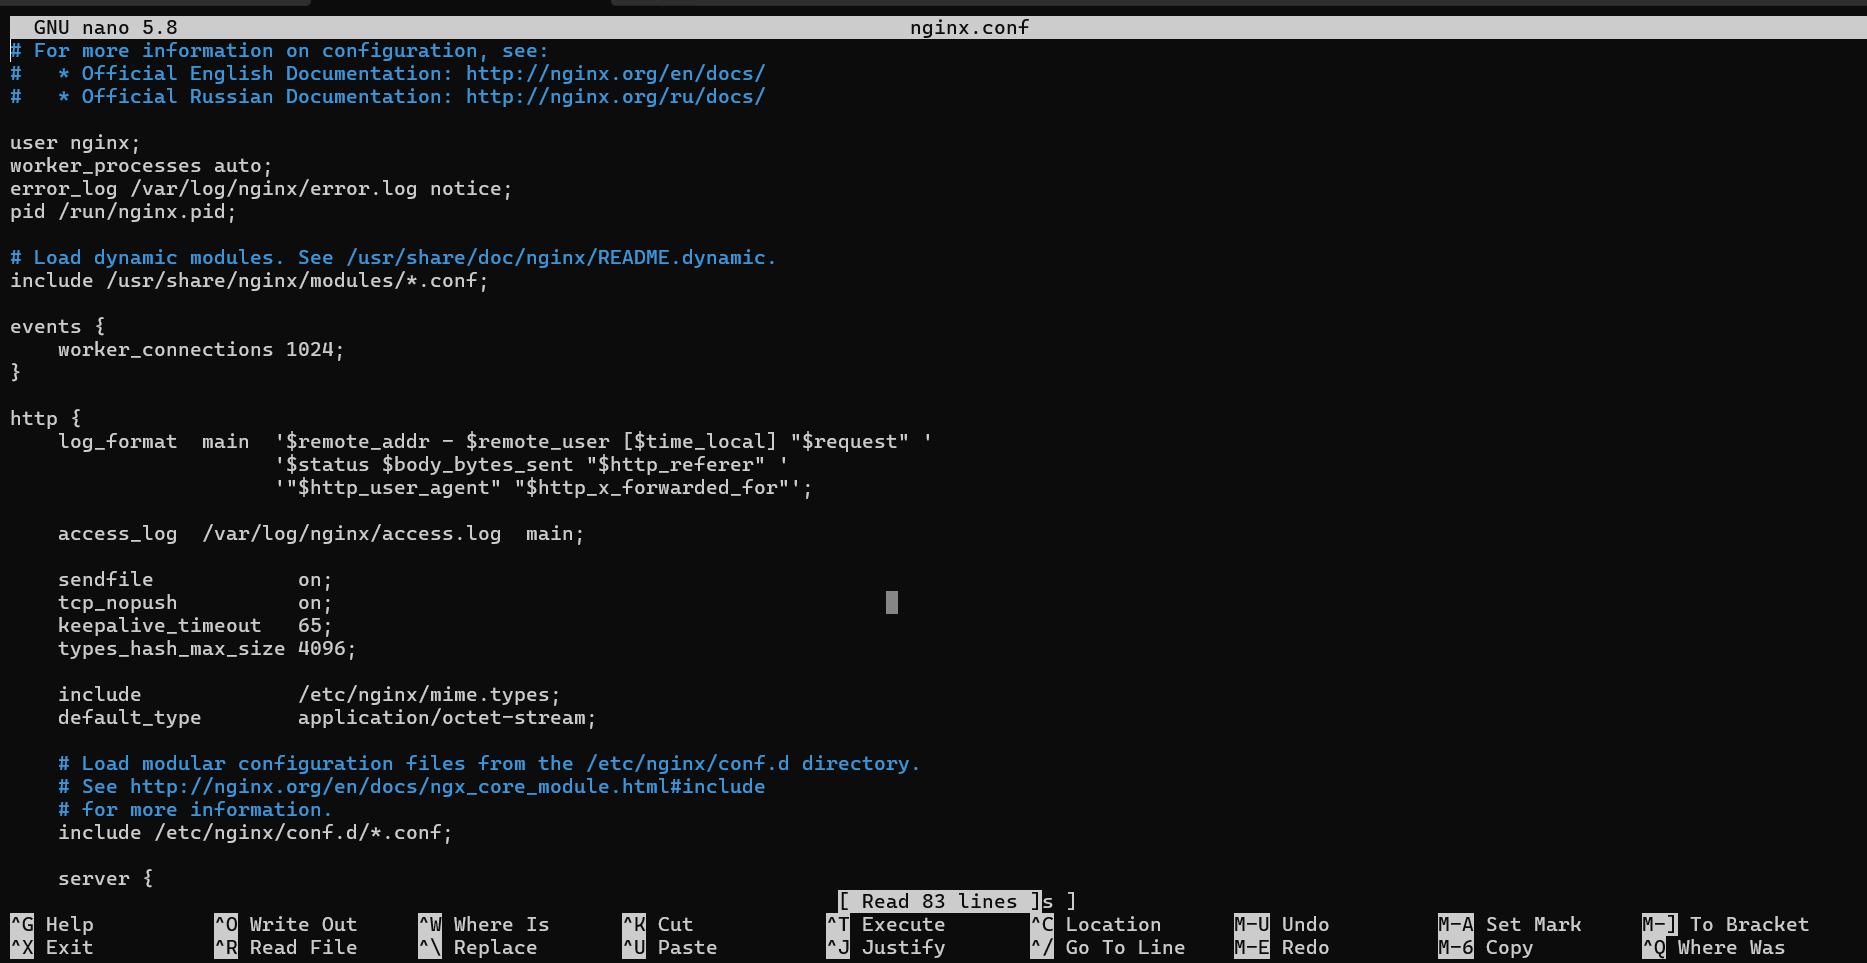 GNU nano 5.8 nginx.conf
# For more information on configuration, see:
#   * Official English Documentation: http://nginx.org/en/docs/
#   * Official Russian Documentation: http://nginx.org/ru/docs/

user nginx;
worker_processes auto;
error_log /var/log/nginx/error.log notice;
pid /run/nginx.pid;

# Load dynamic modules. See /usr/share/doc/nginx/README.dynamic.
include /usr/share/nginx/modules/*.conf;

events {
    worker_connections 1024;
}

http {
    log_format  main  '$remote_addr - $remote_user [$time_local] "$request" '
                      '$status $body_bytes_sent "$http_referer" '
                      '"$http_user_agent" "$http_x_forwarded_for"';

    access_log  /var/log/nginx/access.log  main;

    sendfile            on;
    tcp_nopush          on;
    keepalive_timeout   65;
    types_hash_max_size 4096;

    include             /etc/nginx/mime.types;
    default_type        application/octet-stream;

    # Load modular configuration files from the /etc/nginx/conf.d directory.
    # See http://nginx.org/en/docs/ngx_core_module.html#include
    # for more information.
    include /etc/nginx/conf.d/*.conf;

    server {
[ Read 83 lines ]s ]
^G Help ^O Write Out ^W Where Is ^K Cut ^T Execute ^C Location M-U Undo M-A Set Mark M-] To Bracket
^X Exit ^R Read File ^\ Replace ^U Paste ^J Justify ^/ Go To Line M-E Redo M-6 Copy ^Q Where Was